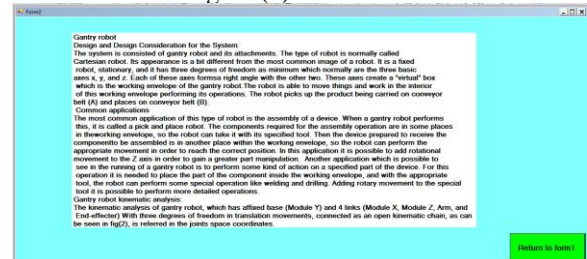 Form2
Gantry robot
Design and Design Consideration for the System:
The system is consisted of gantry robot and its attachments. The type of robot is normally called
Cartesian robot. Its appearance is a bit different from the most common image of a robot. It is a fixed
robot, stationary, and it has three degrees of freedom as minimum which normally are the three basic
axes x, y, and z. Each of these axes formsa right angle with the other two. These axes create a "virtual" box
which is the working envelope of the gantry robot The robot is able to move things and work in the interior
of this working envelope performing its operations. The robot picks up the product being carried on conveyor
belt (A) and places on conveyor belt (B).
Common applications
The most common application of this type of robot is the assembly of a device. When a gantry robot performs
this, it is called a pick and place robot. The components required for the assembly operation are in some places
in theworking envelope, so the robot can take it with its specified tool. Then the device prepared to receive the
componentto be assembled is in another place within the working envelope, so the robot can perform the
appropriate movement in order to reach the correct position. In this application it is possible to add rotational
movement to the Z axis in order to gain a greater part manipulation. Another application which is possible to
see in the running of a gantry robot is to perform some kind of action on a specified part of the device. For this
operation it is needed to place the part of the component inside the working envelope, and with the appropriate
tool, the robot can perform some special operation like welding and drilling. Adding rotary movement to the special
tool it is possible to perform more detailed operations.
Gantry robot kinematic analysis:
The kinematic analysis of gantry robot, which has affixed base (Module Y) and 4 links (Module X, Module Z, Arm, and
End-effecter) With three degrees of freedom in translation movements, connected as an open kinematic chain, as can
be seen in fig(2), is referred in the joints space coordinates.
Return to form1